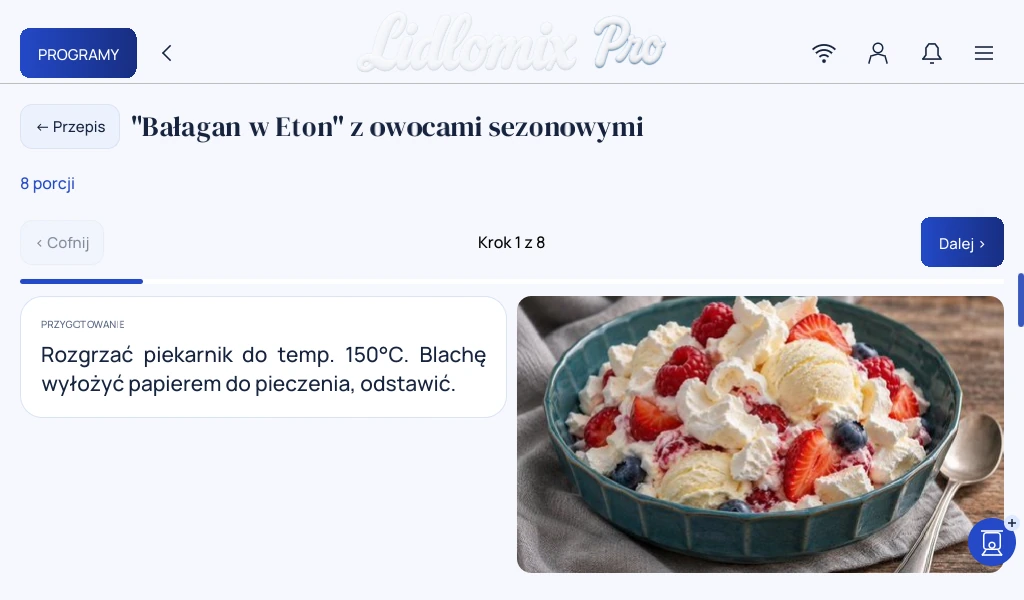 PROGRAMY
Lidlomix Pro
← Przepis
"Bałagan w Eton" z owocami sezonowymi
8 porcji
‹ Cofnij
Krok 1 z 8
Dalej ›
PRZYGOTOWANIE
Rozgrzać piekarnik do temp. 150°C. Blachę
wyłożyć papierem do pieczenia, odstawić.